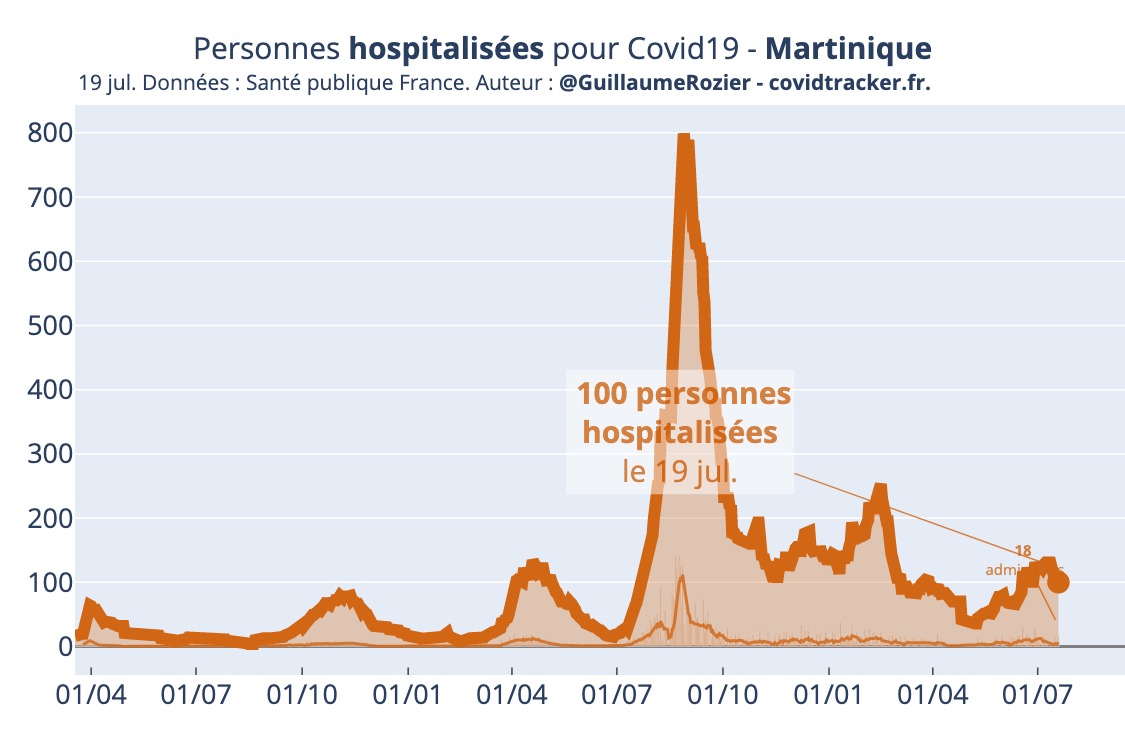 Personnes hospitalisées pour Covid19 - Martinique
19 jul. Données : Santé publique France. Auteur : @GuillaumeRozier - covidtracker.fr.
800
700
600
500
400
300
200
100
0
100 personnes
hospitalisées
le 19 jul.
18
01/04 01/07 01/10 01/01 01/04 01/07 01/10 01/01 01/04 01/07